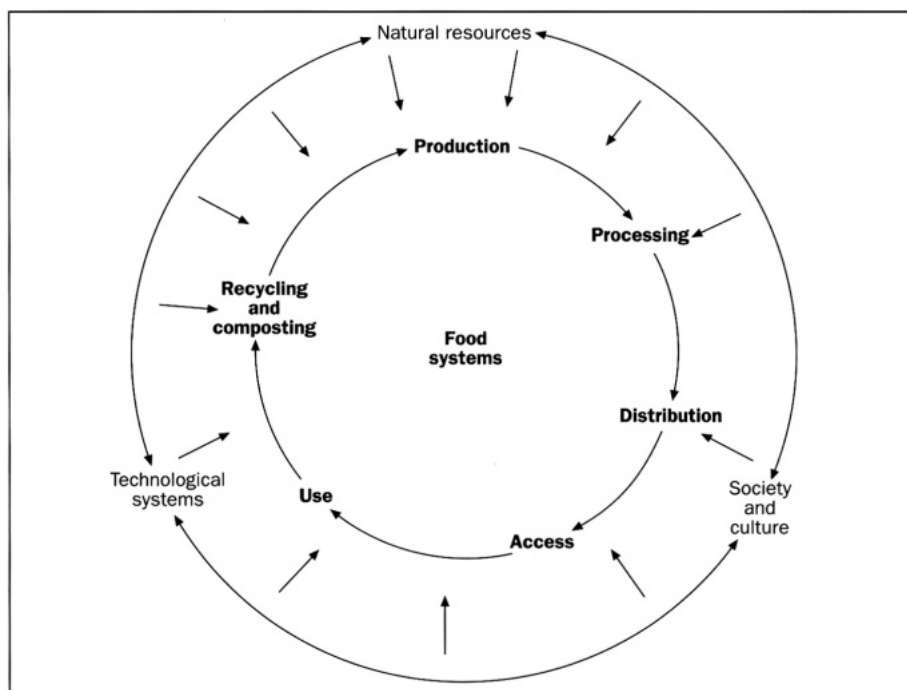 Natural resources
Production
Processing
Recycling
and
composting
Food
systems
Distribution
Technological
systems
Use
Society
and
culture
Access